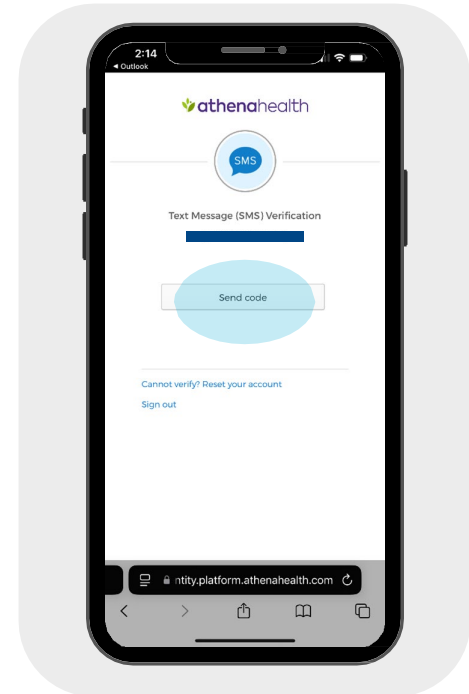 2:14
◀ Outlook
athenahealth
SMS
Text Message (SMS) Verification
Send code
Cannot verify? Reset your account
Sign out
ntity.platform.athenahealth.com